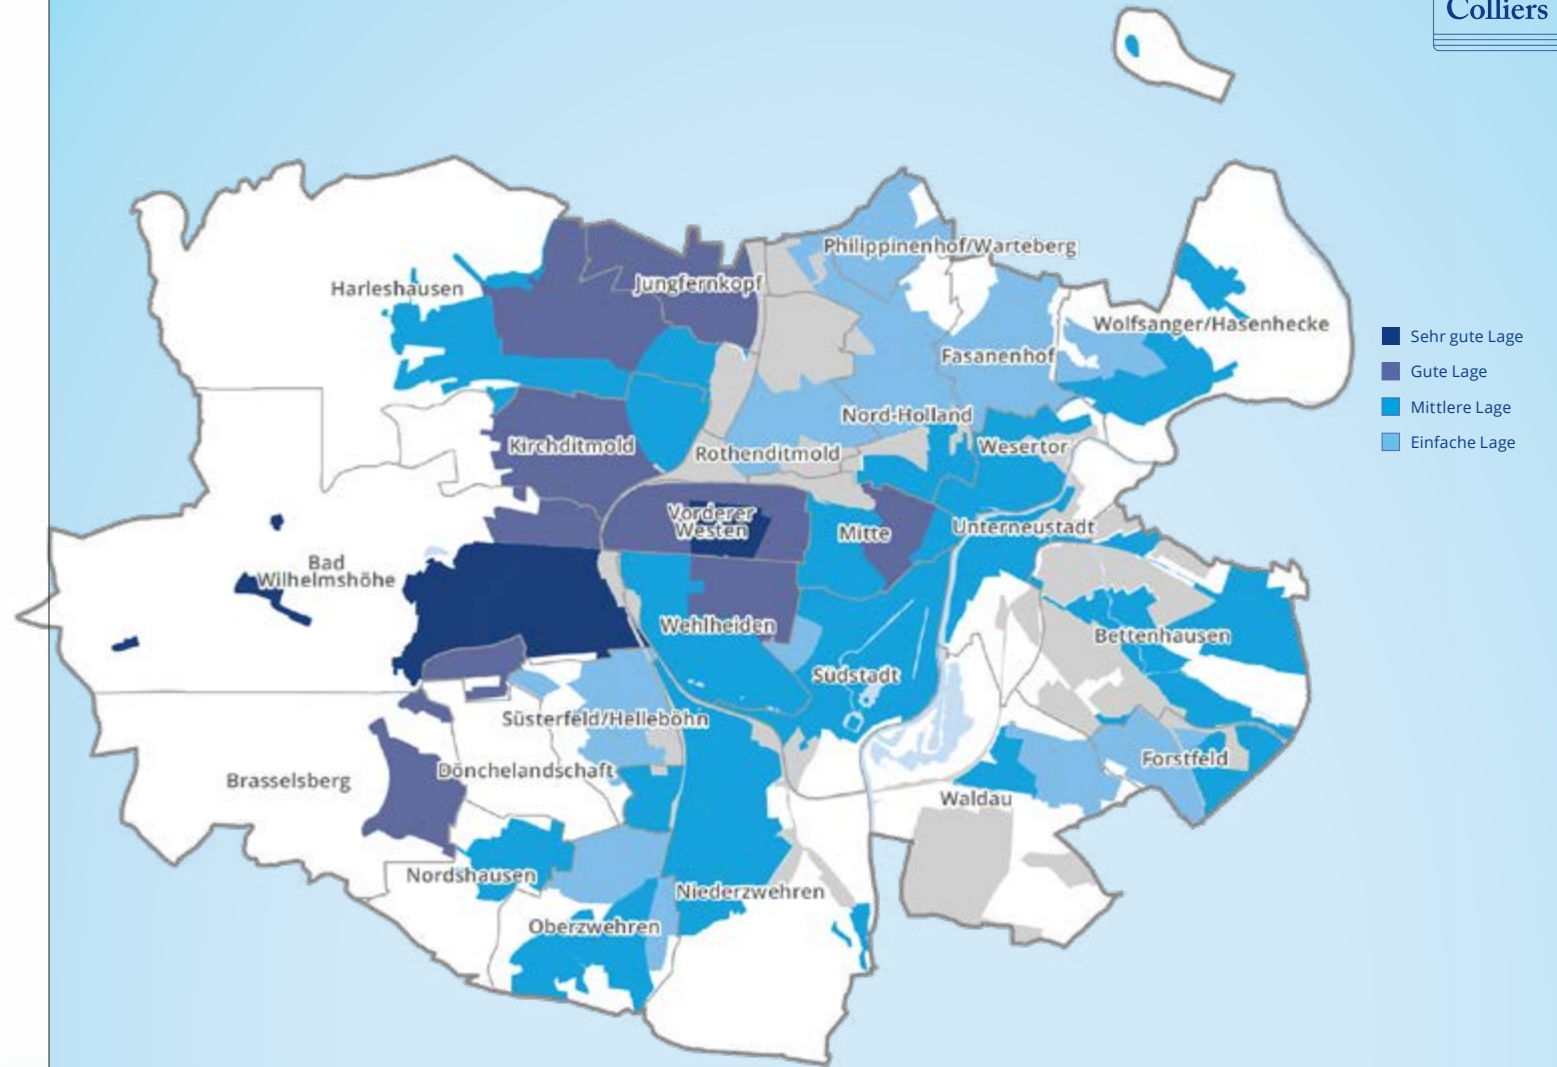 Colliers
Philippinenhof/Warteberg
Jungfernkopf
Harleshausen
Wolfsanger/Hasenhecke
Fasanenhof
Sehr gute Lage
Gute Lage
Mittlere Lage
Einfache Lage
Nord-Holland
Kirchditmold
Rothenditmold
Wesertor
Vorderer
Westen
Mitte
Unterneustadt
Bad
Wilhelmshöhe
Wehlheiden
Bettenhausen
Südstadt
Süsterfeld/Helleböhn
Forstfeld
Dönchelandschaft
Brasselsberg
Waldau
Nordshausen
Niederzwehren
Oberzwehren